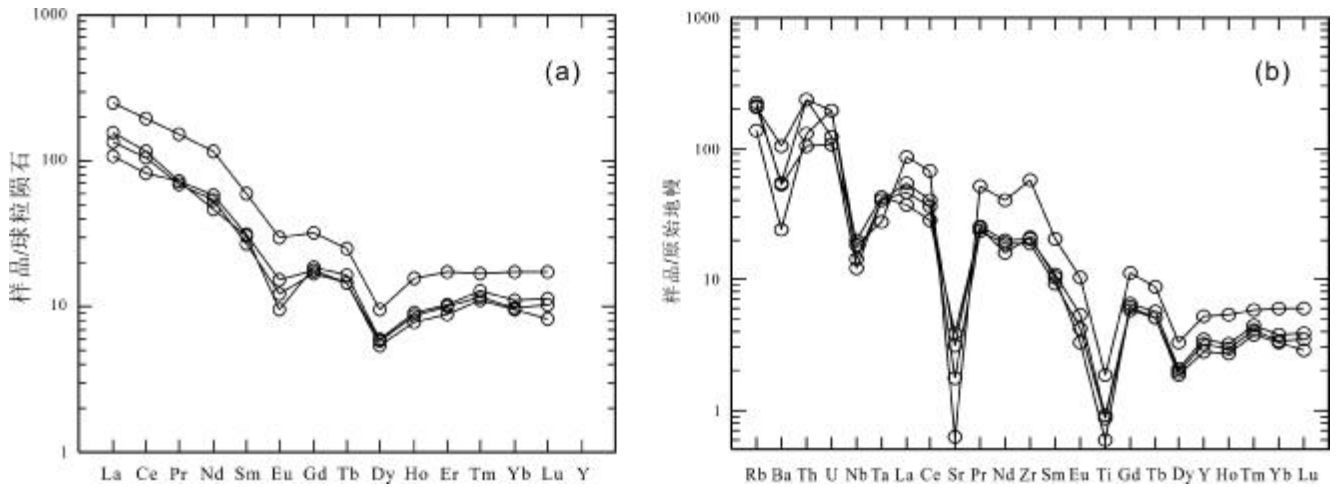 1000
100
10
1
样品/球粒陨石
(a)
La Ce Pr Nd Sm Eu Gd Tb Dy Ho Er Tm Yb Lu Y
1000
100
10
1
样品/原始地幔
(b)
Rb Ba Th U Nb Ta La Ce Sr Pr Nd Zr Sm Eu Ti Gd Tb Dy Y Ho Tm Yb Lu